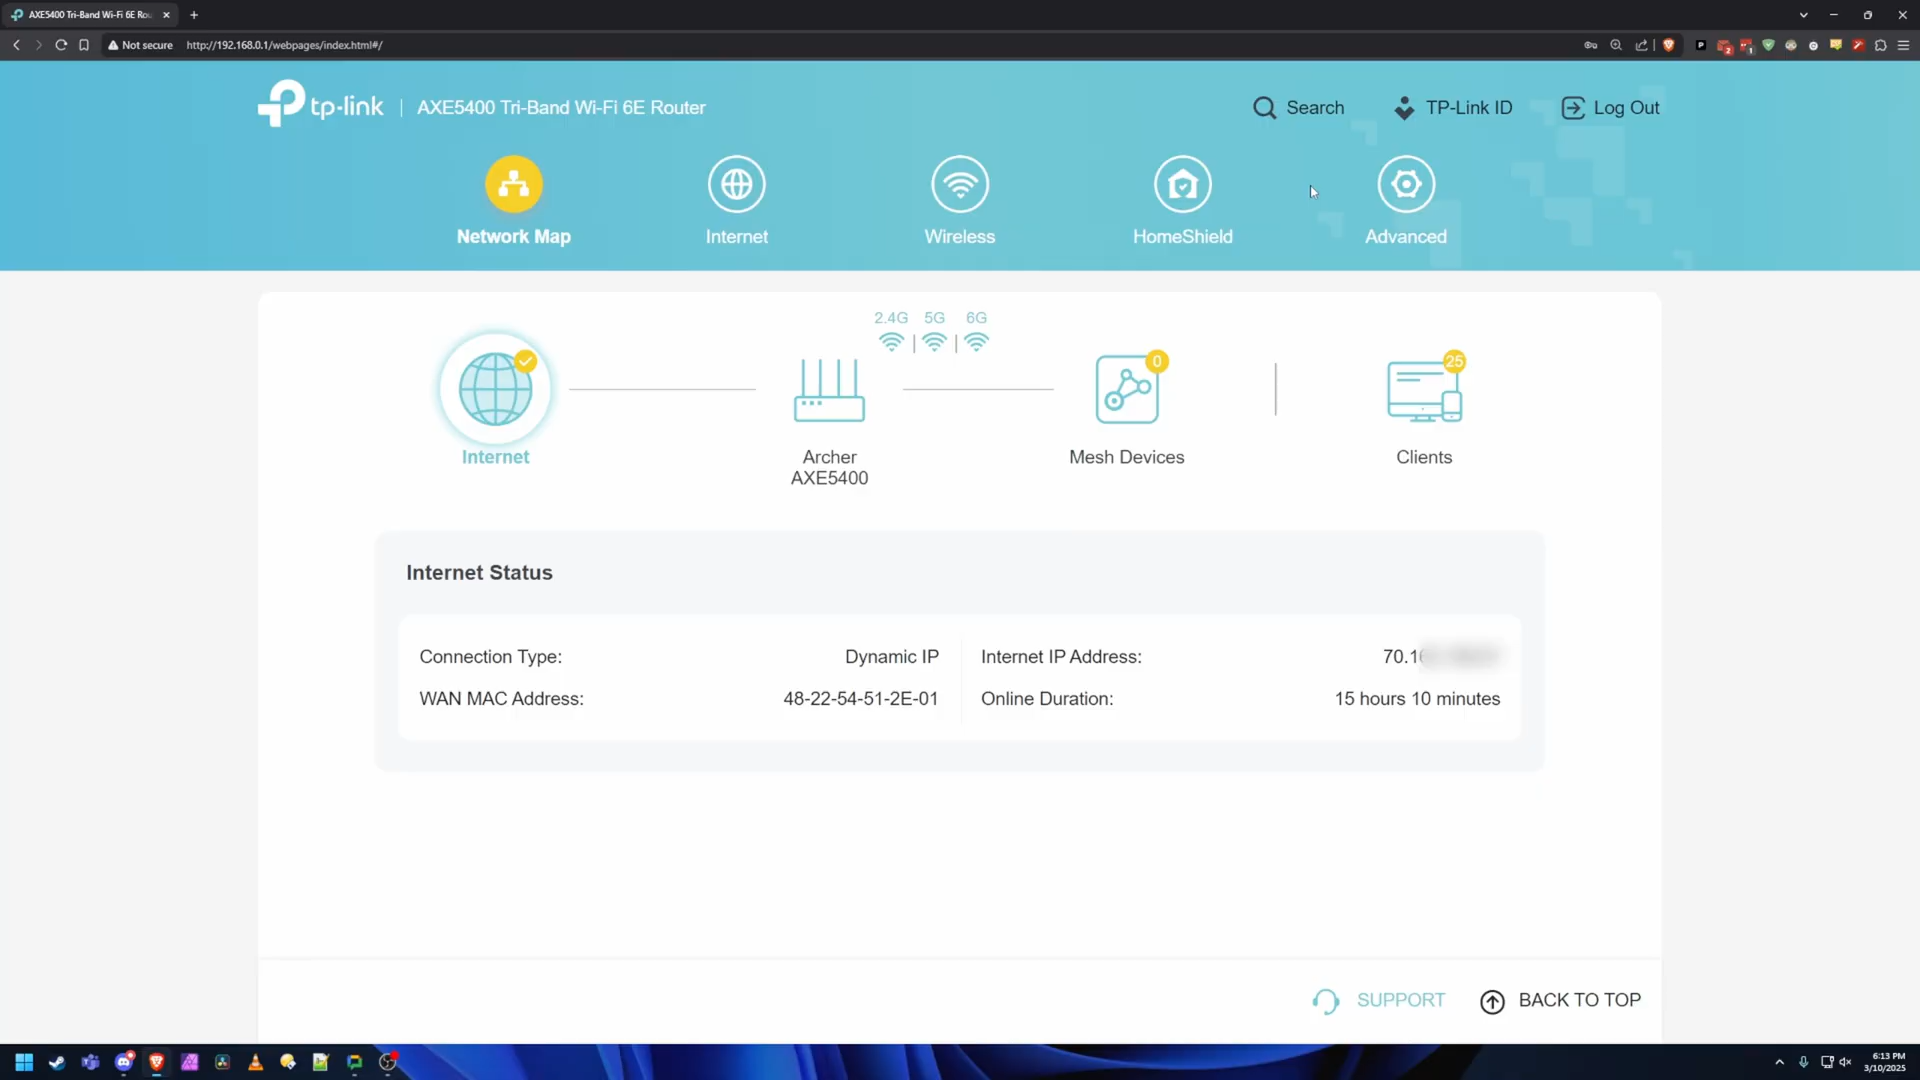 AXE5400 Tri-Band Wi-Fi 6E Rou
Not secure http://192.168.0.1/webpages/index.html#/
tp-link | AXE5400 Tri-Band Wi-Fi 6E Router
Search
TP-Link ID
Log Out
Network Map
Internet
Wireless
HomeShield
Advanced
2.4G 5G 6G
0
25
Internet
Archer
AXE5400
Mesh Devices
Clients
Internet Status
Connection Type: Dynamic IP
Internet IP Address: 70.16
WAN MAC Address: 48-22-54-51-2E-01
Online Duration: 15 hours 10 minutes
SUPPORT
BACK TO TOP
6:13 PM
3/10/2025